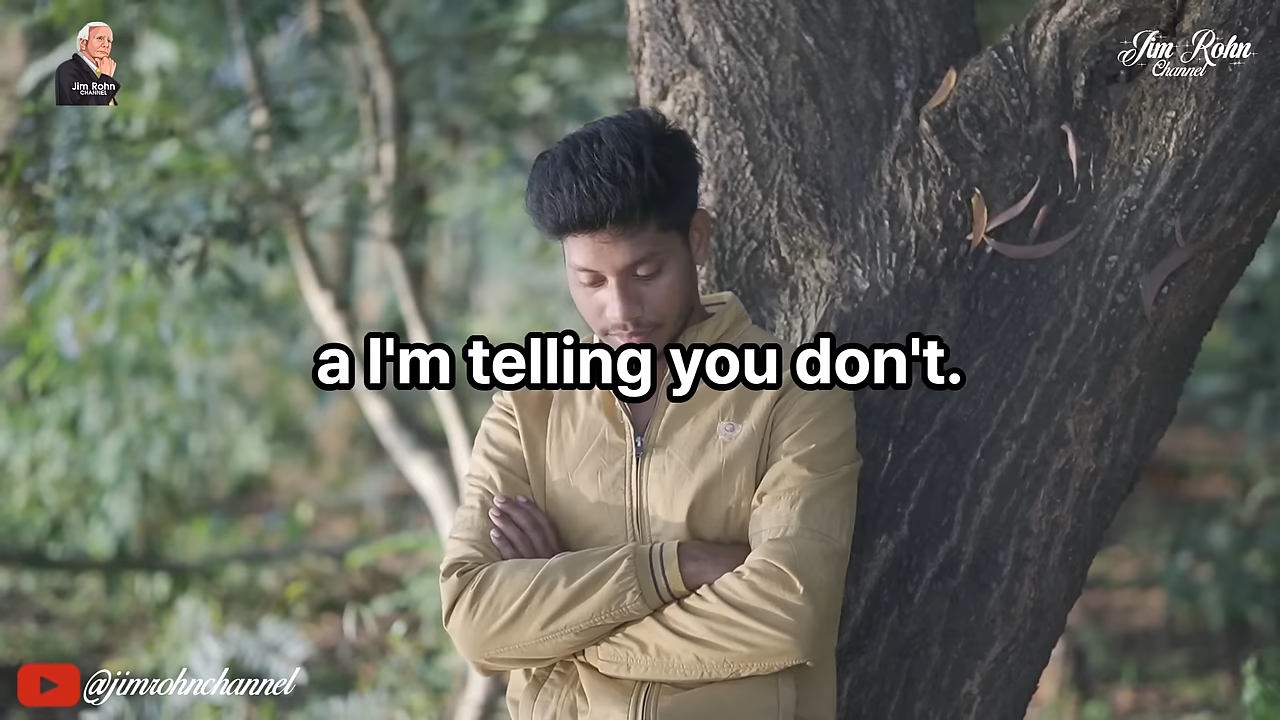 Jim Rohn
CHANNEL
Jim Rohn
Channel
a I'm telling you don't.
@jimrohnchannel